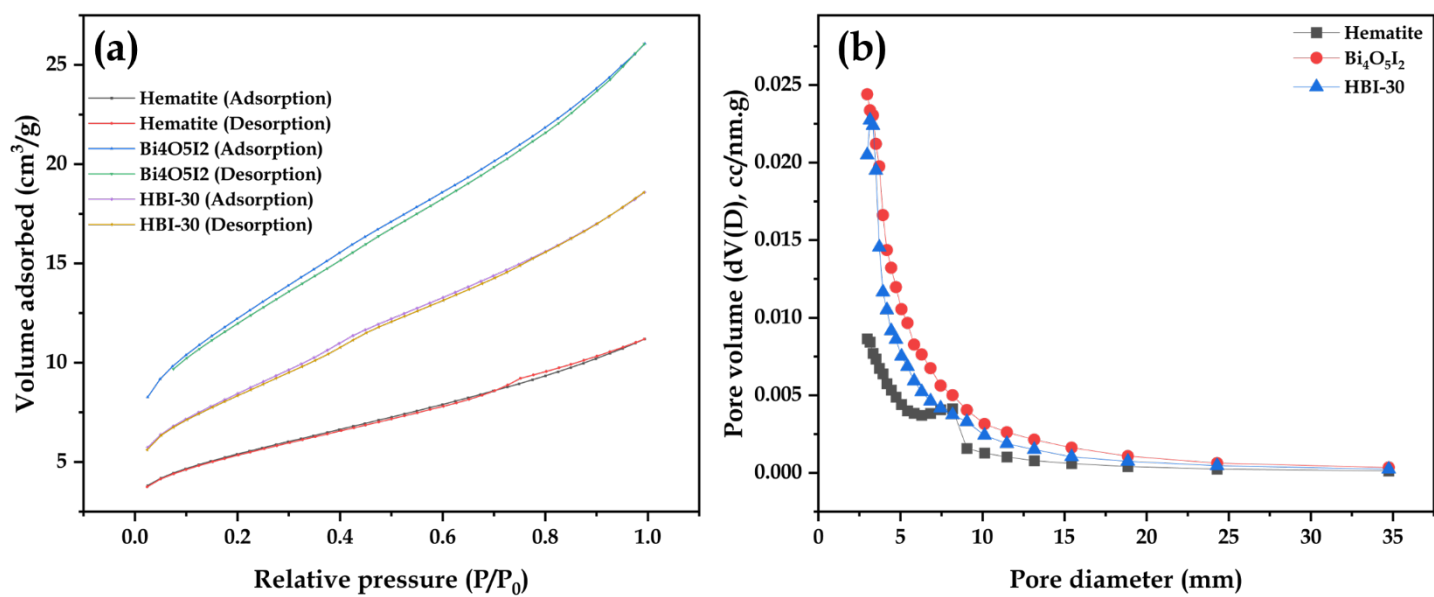 (a)
Volume adsorbed (cm³/g)
25
20
15
10
5
Hematite (Adsorption)
Hematite (Desorption)
Bi4O5I2 (Adsorption)
Bi4O5I2 (Desorption)
HBI-30 (Adsorption)
HBI-30 (Desorption)
0.0 0.2 0.4 0.6 0.8 1.0
Relative pressure (P/P₀)
(b)
Pore volume (dV(D), cc/nm.g)
0.025
0.020
0.015
0.010
0.005
0.000
Hematite
Bi₄O₅I₂
HBI-30
0 5 10 15 20 25 30 35
Pore diameter (mm)